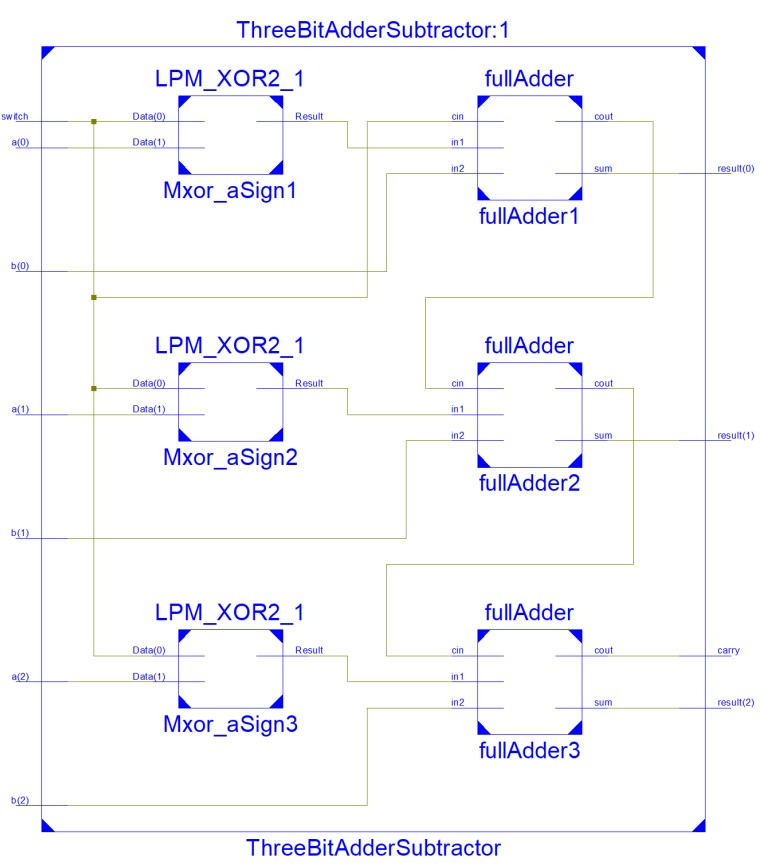 ThreeBitAdderSubtractor:1
LPM_XOR2_1 fullAdder
switch Data(0) Result cin cout
a(0) Data(1) in1
in2 sum result(0)
Mxor_aSign1 fullAdder1
b(0)
LPM_XOR2_1 fullAdder
Data(0) Result cin cout
a(1) Data(1) in1
in2 sum result(1)
Mxor_aSign2 fullAdder2
b(1)
LPM_XOR2_1 fullAdder
Data(0) Result cin cout carry
a(2) Data(1) in1
in2 sum result(2)
Mxor_aSign3 fullAdder3
b(2)
ThreeBitAdderSubtractor